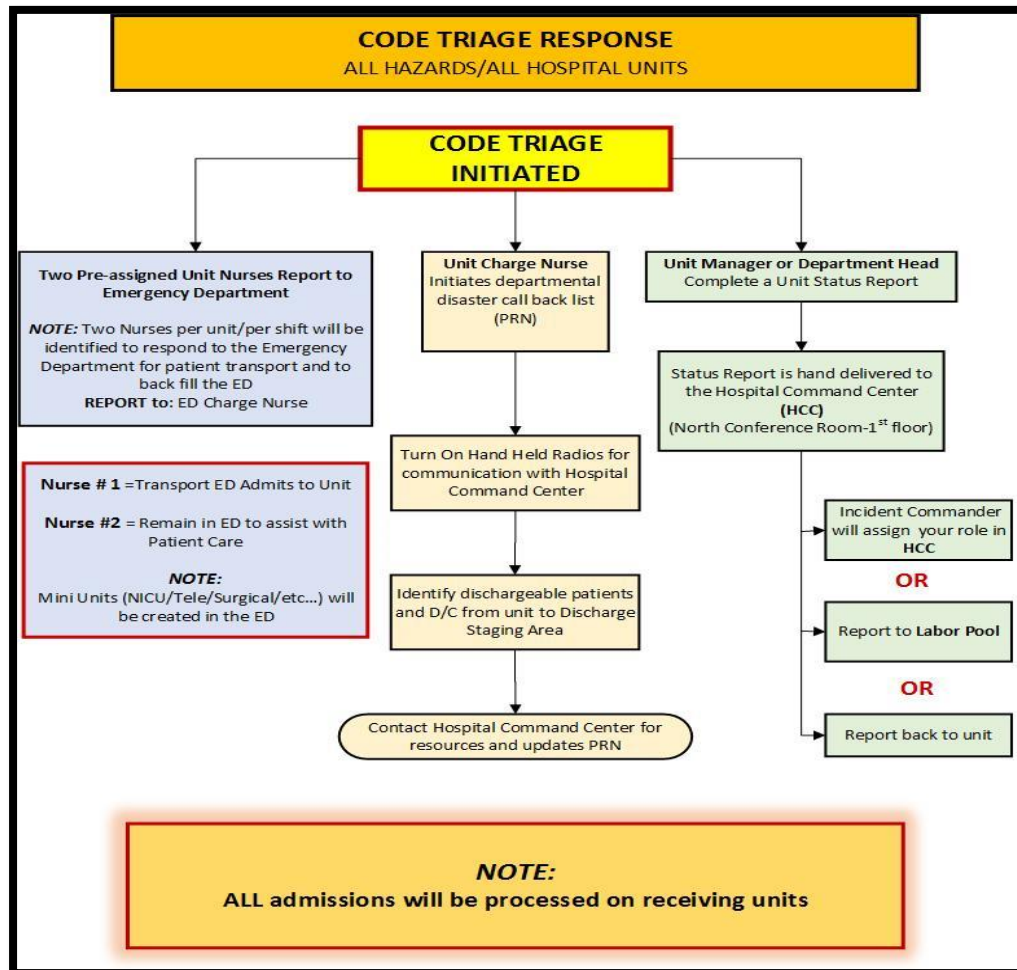 CODE TRIAGE RESPONSE
ALL HAZARDS/ALL HOSPITAL UNITS
CODE TRIAGE
INITIATED
Two Pre-assigned Unit Nurses Report to
Emergency Department
NOTE: Two Nurses per unit/per shift will be
identified to respond to the Emergency
Department for patient transport and to
back fill the ED
REPORT to: ED Charge Nurse
Nurse # 1 =Transport ED Admits to Unit
Nurse #2 = Remain in ED to assist with
Patient Care
NOTE:
Mini Units (NICU/Tele/Surgical/etc...) will
be created in the ED
Unit Charge Nurse
Initiates departmental
disaster call back list
(PRN)
Turn On Hand Held Radios for
communication with Hospital
Command Center
Identify dischargeable patients
and D/C from unit to Discharge
Staging Area
Contact Hospital Command Center for
resources and updates PRN
Unit Manager or Department Head
Complete a Unit Status Report
Status Report is hand delivered to
the Hospital Command Center
(HCC)
(North Conference Room-1st floor)
Incident Commander
will assign your role in
HCC
OR
Report to Labor Pool
OR
Report back to unit
NOTE:
ALL admissions will be processed on receiving units